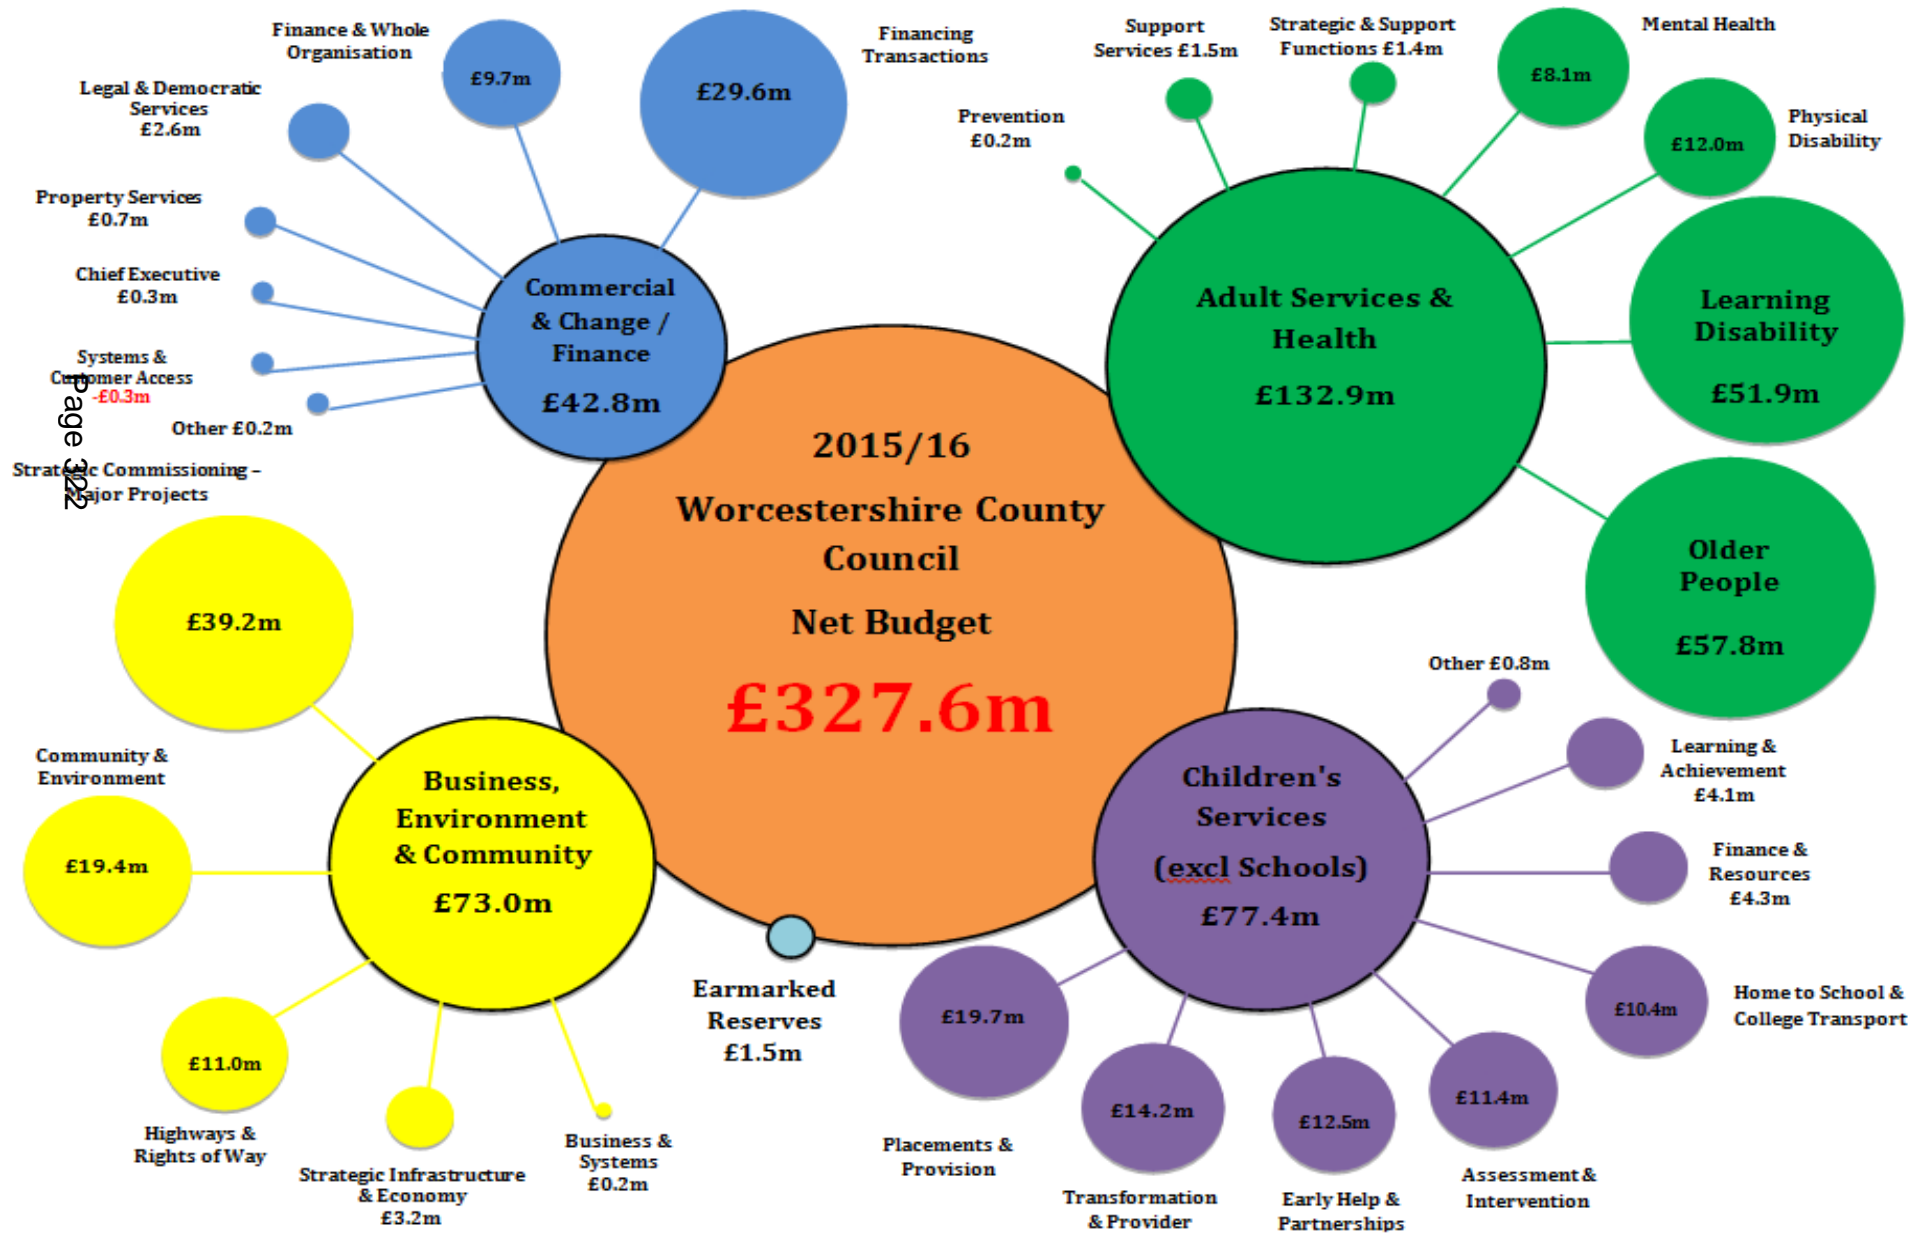 Finance & Whole
Organisation
£9.7m
Financing
Transactions
£29.6m
Legal & Democratic
Services
£2.6m
Property Services
£0.7m
Chief Executive
£0.3m
Systems &
Customer Access
-£0.3m
Other £0.2m
Commercial
& Change /
Finance
£42.8m
Page 322
Support
Services £1.5m
Strategic & Support
Functions £1.4m
Mental Health
£8.1m
Prevention
£0.2m
Physical
Disability
£12.0m
Adult Services &
Health
£132.9m
Learning
Disability
£51.9m
Older
People
£57.8m
2015/16
Worcestershire County
Council
Net Budget
£327.6m
Strategic Commissioning –
Major Projects
£39.2m
Community &
Environment
£19.4m
Business,
Environment
& Community
£73.0m
£11.0m
Highways &
Rights of Way
Strategic Infrastructure
& Economy
£3.2m
Business &
Systems
£0.2m
Earmarked
Reserves
£1.5m
Children's
Services
(excl Schools)
£77.4m
Other £0.8m
Learning &
Achievement
£4.1m
Finance &
Resources
£4.3m
£10.4m
Home to School &
College Transport
£11.4m
Assessment &
Intervention
£12.5m
Early Help &
Partnerships
£14.2m
Transformation
& Provider
£19.7m
Placements &
Provision